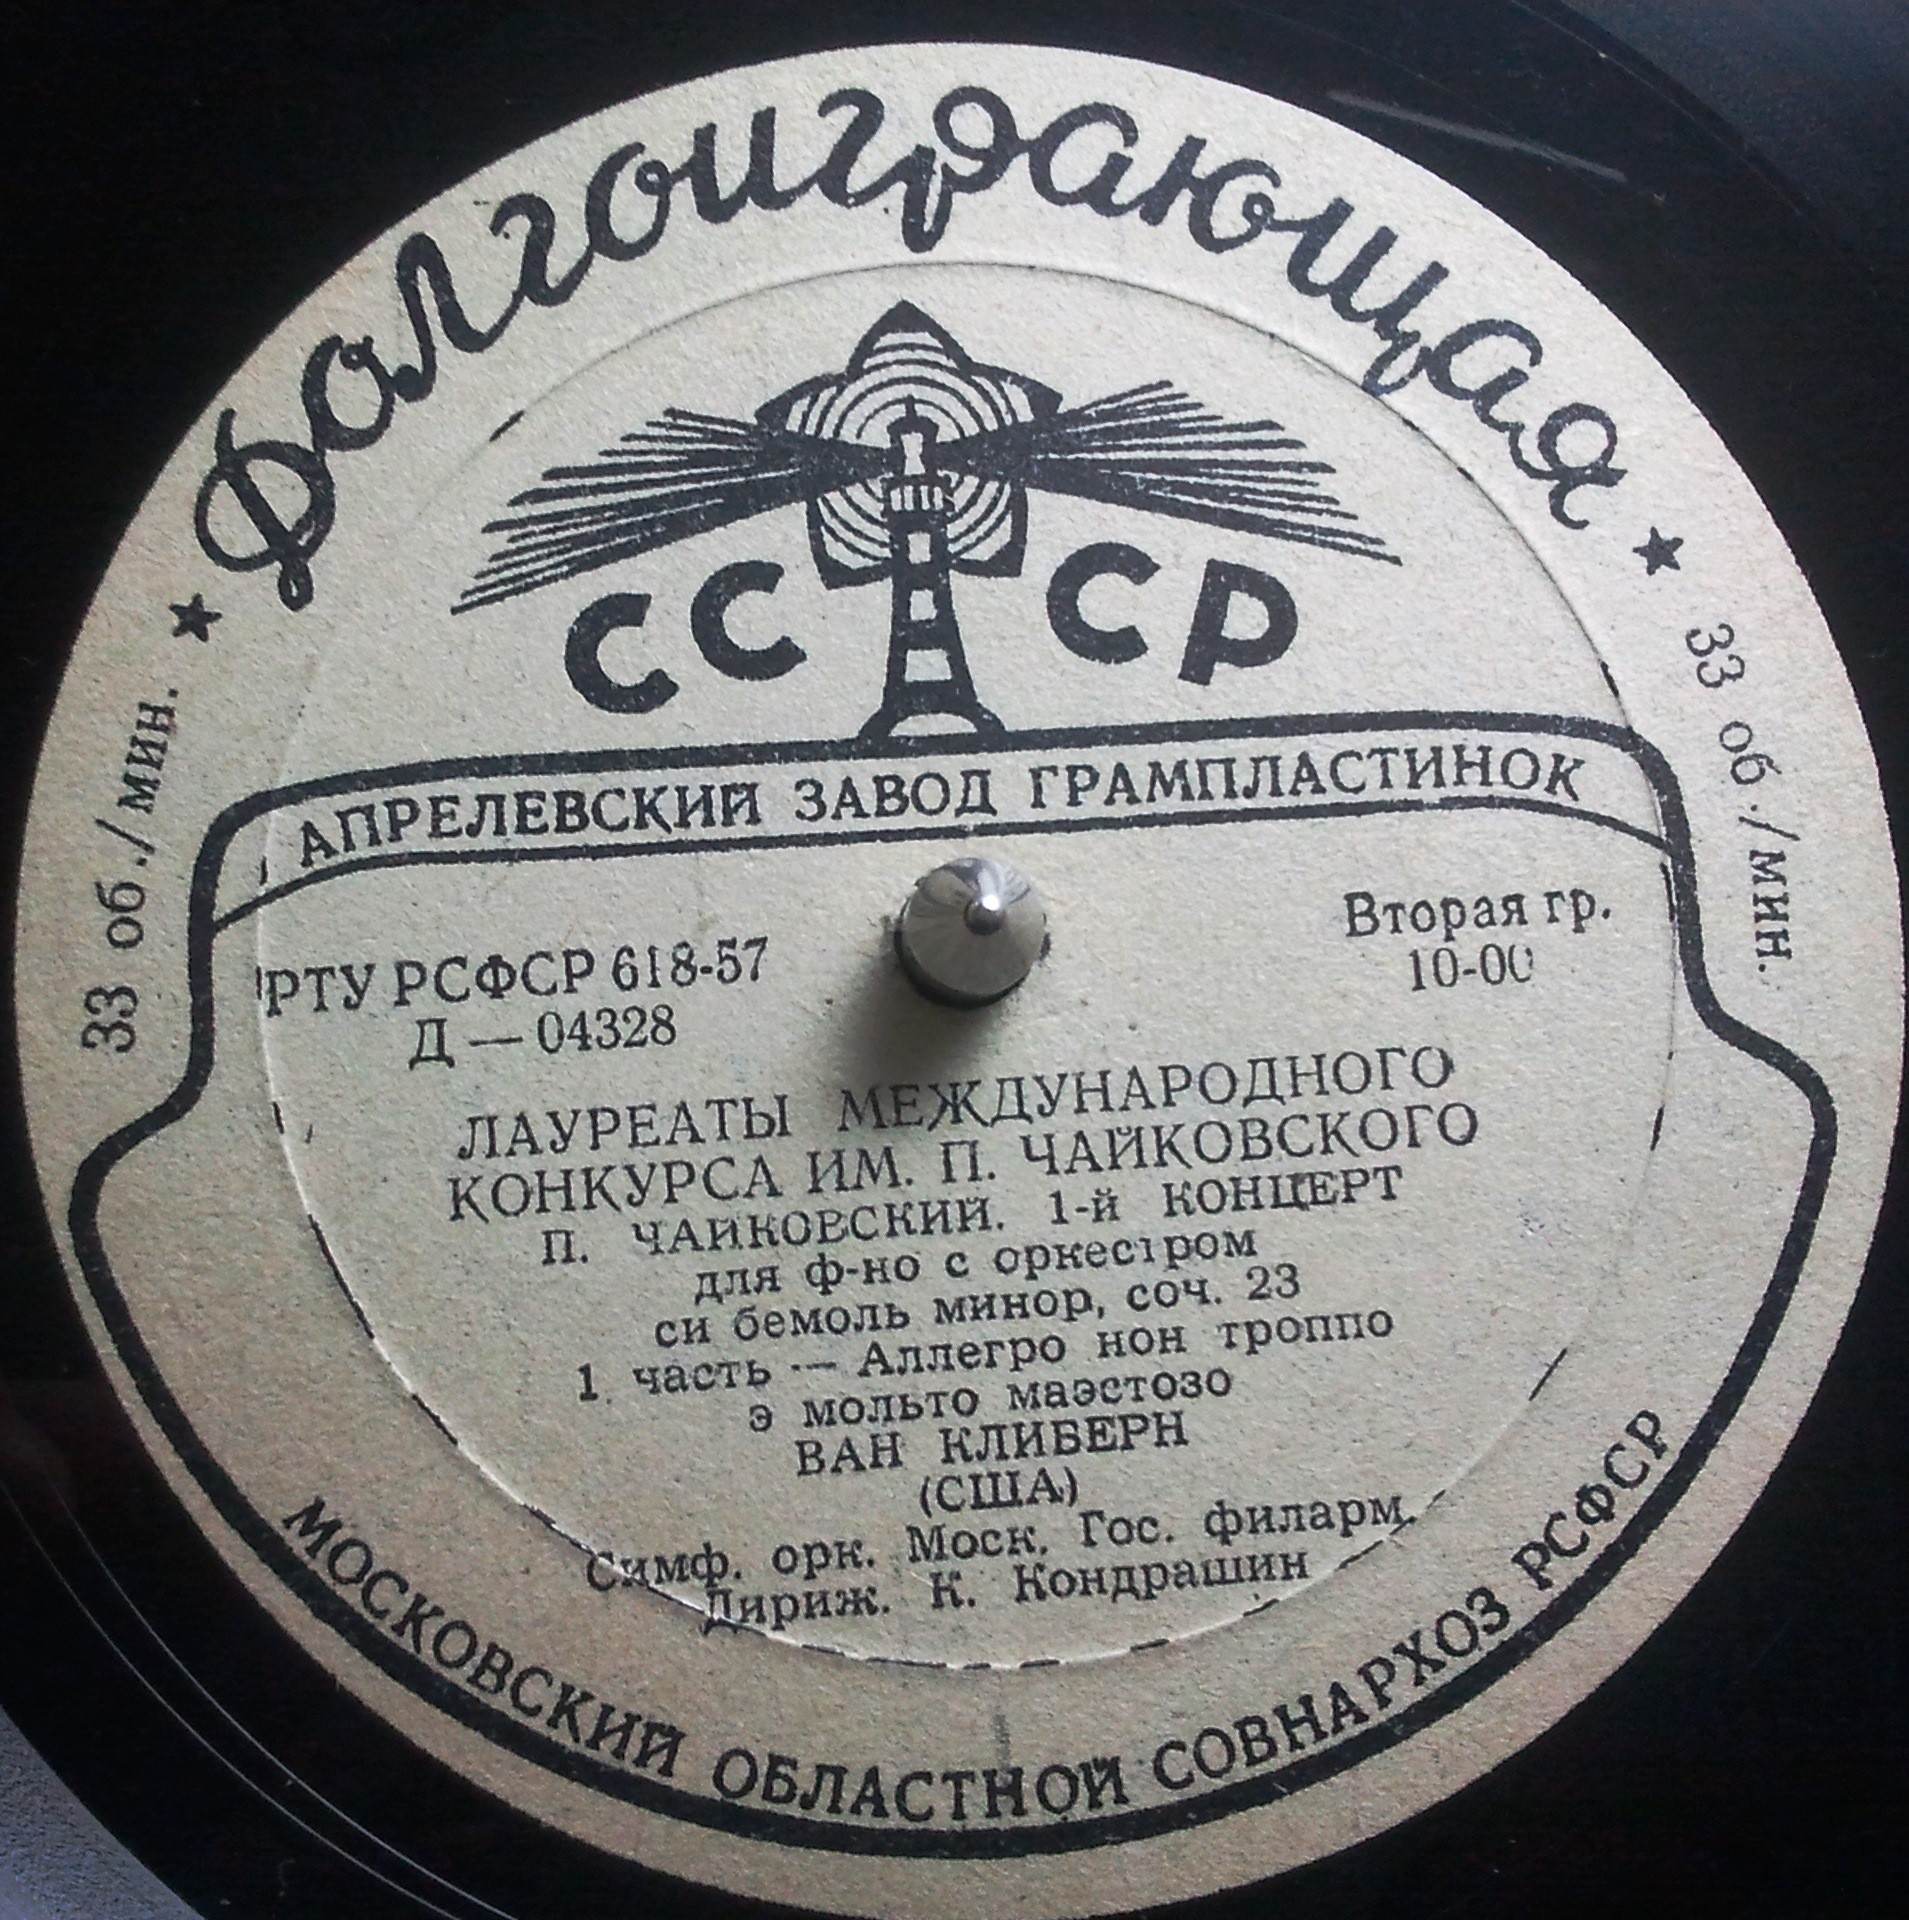 Долгоиграющая
33 об./мин.
33 об./мин.
СССР
АПРЕЛЕВСКИЙ ЗАВОД ГРАМПЛАСТИНОК
РТУ РСФСР 618-57
Д — 04328
Вторая гр.
10-00
ЛАУРЕАТЫ МЕЖДУНАРОДНОГО
КОНКУРСА ИМ. П. ЧАЙКОВСКОГО
П. ЧАЙКОВСКИЙ. 1-й КОНЦЕРТ
для ф-но с оркестром
си бемоль минор, соч. 23
1. часть — Аллегро нон троппо
э мольто маэстозо
ВАН КЛИБЕРН
(США)
Симф. орк. Моск. Гос. филарм.
Дириж. К. Кондрашин
МОСКОВСКИЙ ОБЛАСТНОЙ СОВНАРХОЗ РСФСР